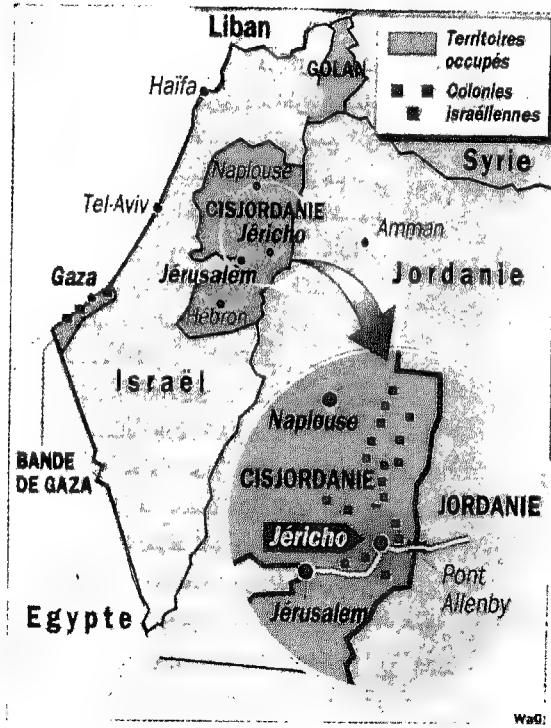 Liban
Territoires
occupés
Colonies
israéliennes
GOLAN
Haïfa
Syrie
Naplouse
Tel-Aviv
CISJORDANIE
Jéricho
Amman
Gaza
Jérusalem
Jordanie
Hébron
Israël
Naplouse
BANDE
DE GAZA
CISJORDANIE
JORDANIE
Jéricho
Pont
Allenby
Jérusalem
Egypte